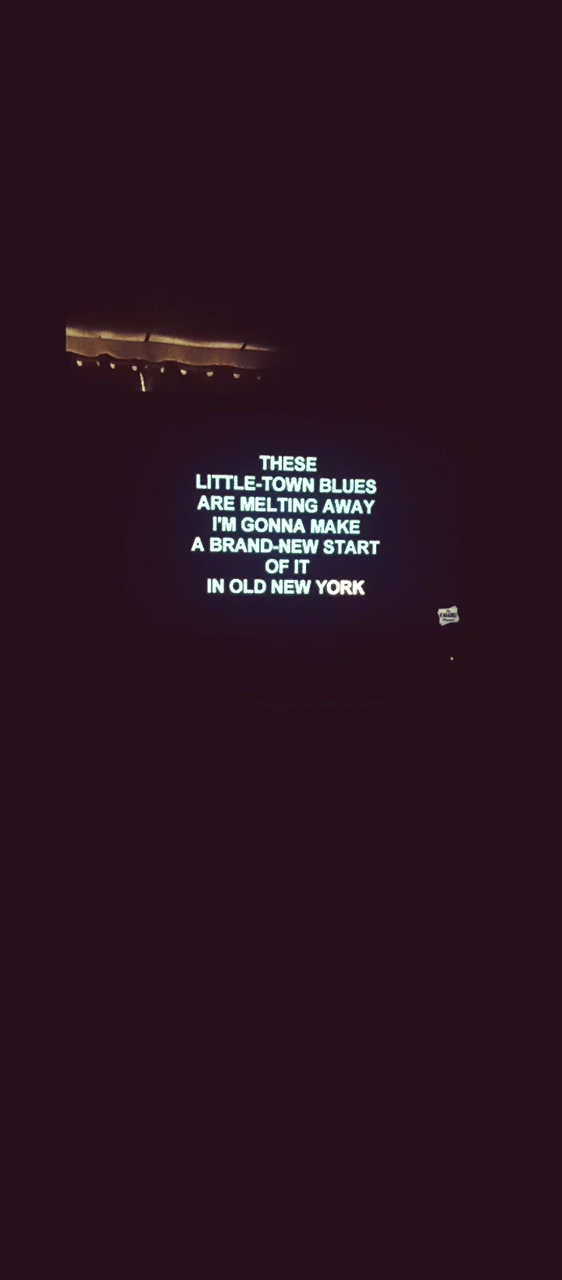 THESE
LITTLE-TOWN BLUES
ARE MELTING AWAY
I'M GONNA MAKE
A BRAND-NEW START
OF IT
IN OLD NEW YORK